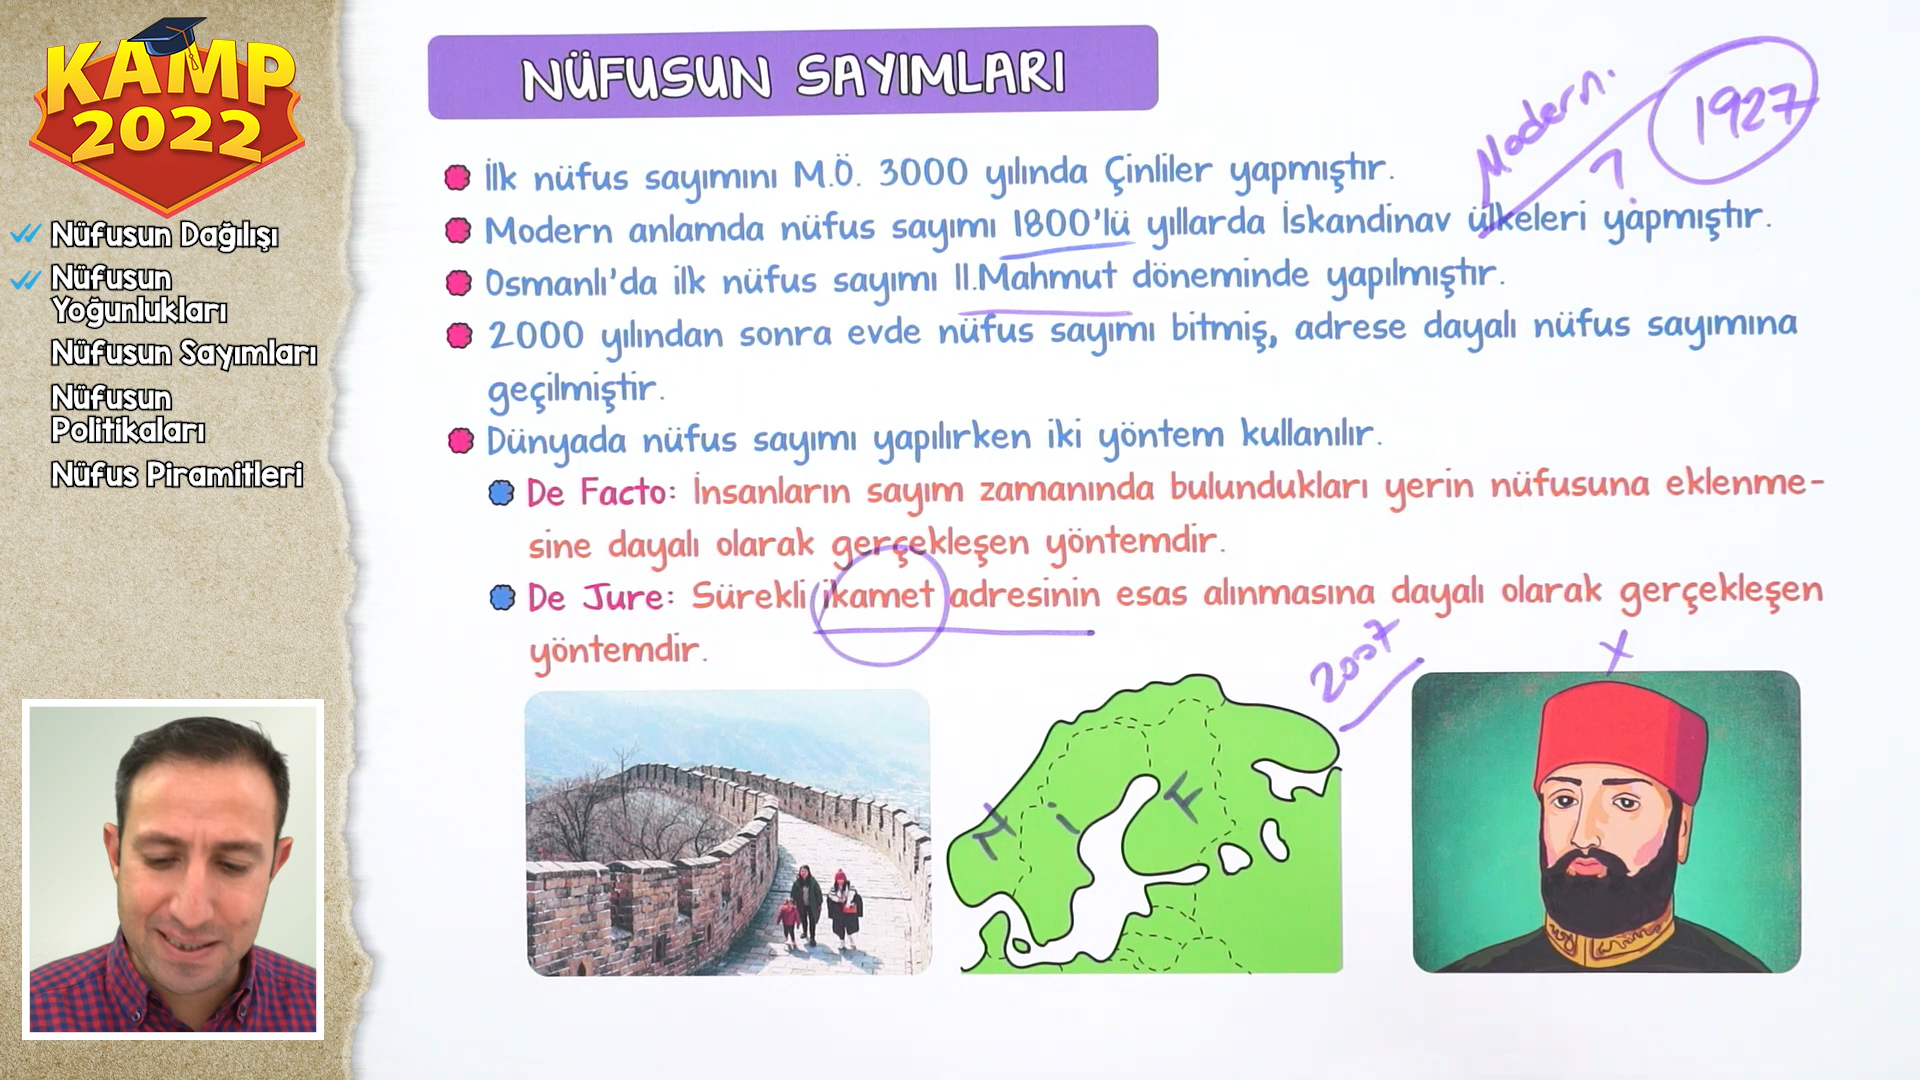 KAMP
2022
Nüfusun Dağılışı
Nüfusun
Yoğunlukları
Nüfusun Sayımları
Nüfusun
Politikaları
Nüfus Piramitleri
NÜFUSUN SAYIMLARI
Modern.
1927
İlk nüfus sayımını M.Ö. 3000 yılında Çinliler yapmıştır.
Modern anlamda nüfus sayımı 1800'lü yıllarda İskandinav ülkeleri yapmıştır.
Osmanlı'da ilk nüfus sayımı II.Mahmut döneminde yapılmıştır.
2000 yılından sonra evde nüfus sayımı bitmiş, adrese dayalı nüfus sayımına
geçilmiştir.
Dünyada nüfus sayımı yapılırken iki yöntem kullanılır.
De Facto: İnsanların sayım zamanında bulundukları yerin nüfusuna eklenme-
sine dayalı olarak gerçekleşen yöntemdir.
De Jure: Sürekli ikamet adresinin esas alınmasına dayalı olarak gerçekleşen
yöntemdir.
2007
x
N i F